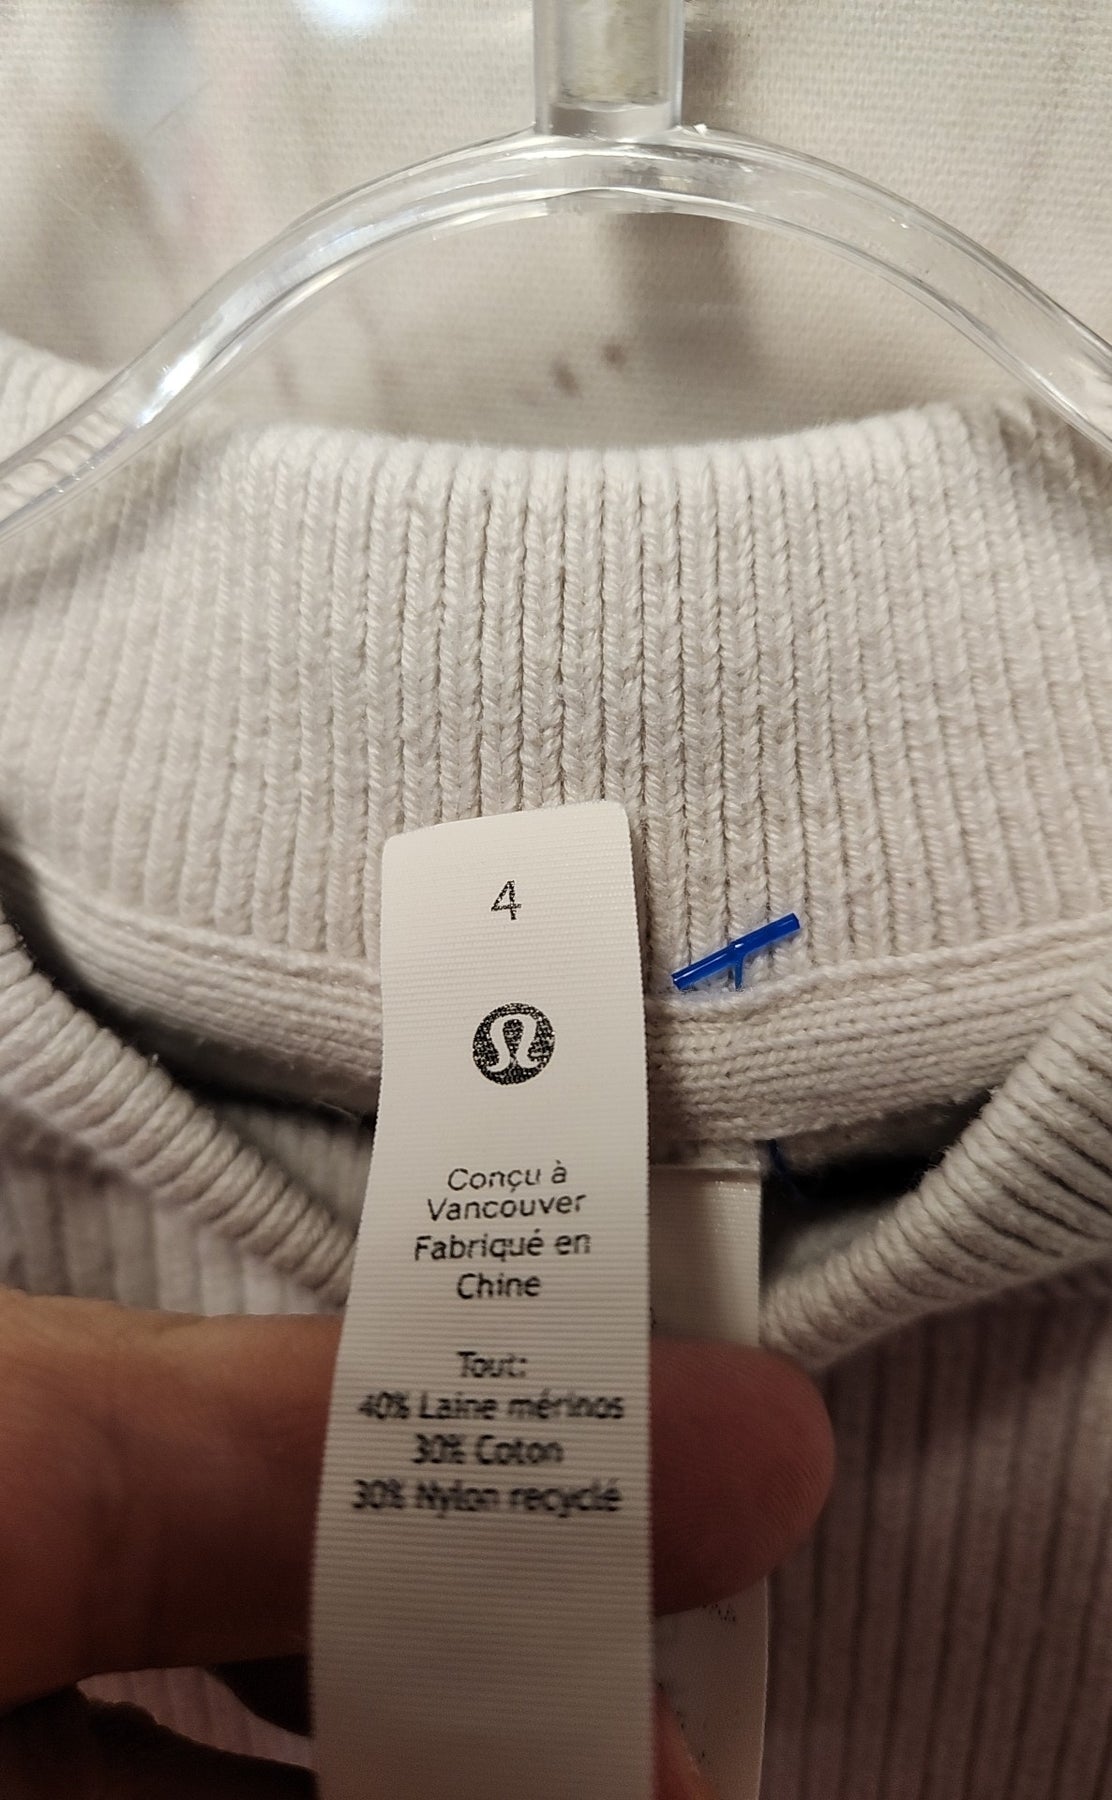 4
Conçu à
Vancouver
Fabriqué en
Chine
Tout:
40% Laine mérinos
30% Coton
30% Nylon recyclé